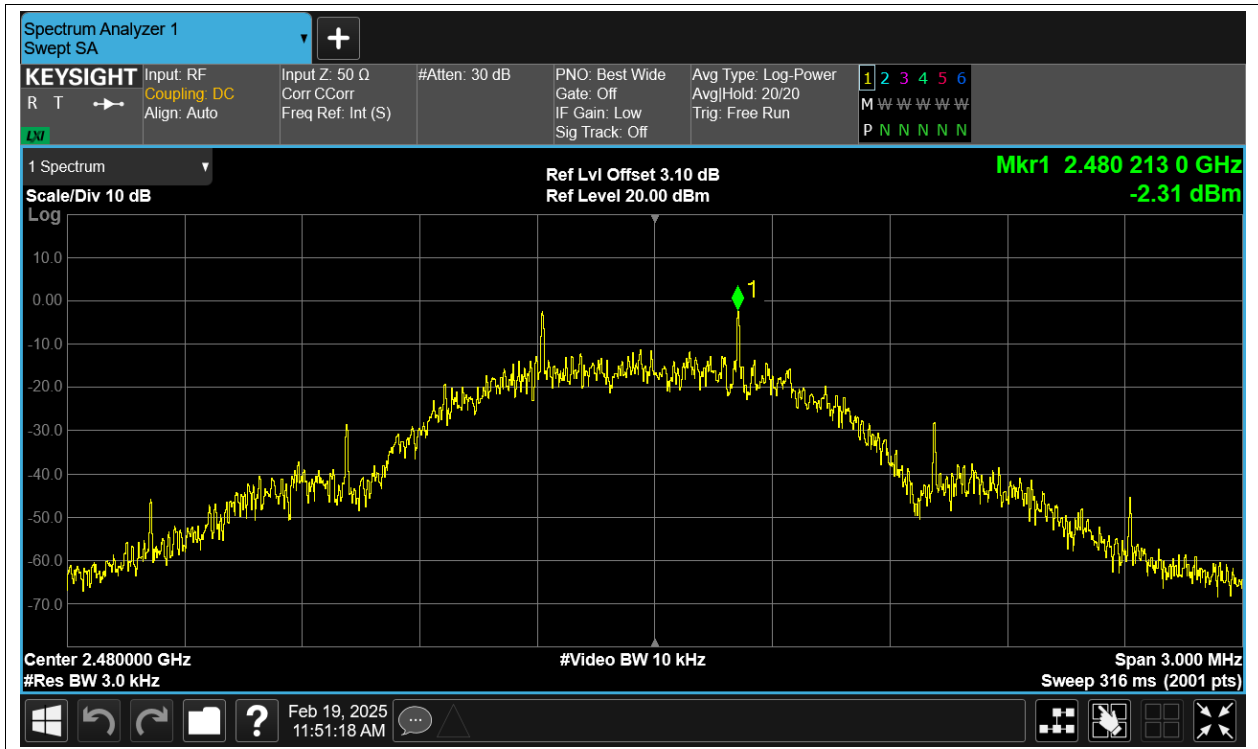 Spectrum Analyzer 1
Swept SA
+
KEYSIGHT
R T
LXI
Input: RF
Coupling: DC
Align: Auto
Input Z: 50 Ω
Corr CCorr
Freq Ref: Int (S)
#Atten: 30 dB
PNO: Best Wide
Gate: Off
IF Gain: Low
Sig Track: Off
Avg Type: Log-Power
Avg|Hold: 20/20
Trig: Free Run
1 2 3 4 5 6
M W W W W W
P N N N N N
1 Spectrum
Scale/Div 10 dB
Ref Lvl Offset 3.10 dB
Ref Level 20.00 dBm
Mkr1 2.480 213 0 GHz
-2.31 dBm
Log
10.0
0.00
-10.0
-20.0
-30.0
-40.0
-50.0
-60.0
-70.0
1
Center 2.480000 GHz
#Res BW 3.0 kHz
#Video BW 10 kHz
Span 3.000 MHz
Sweep 316 ms (2001 pts)
?
Feb 19, 2025
11:51:18 AM